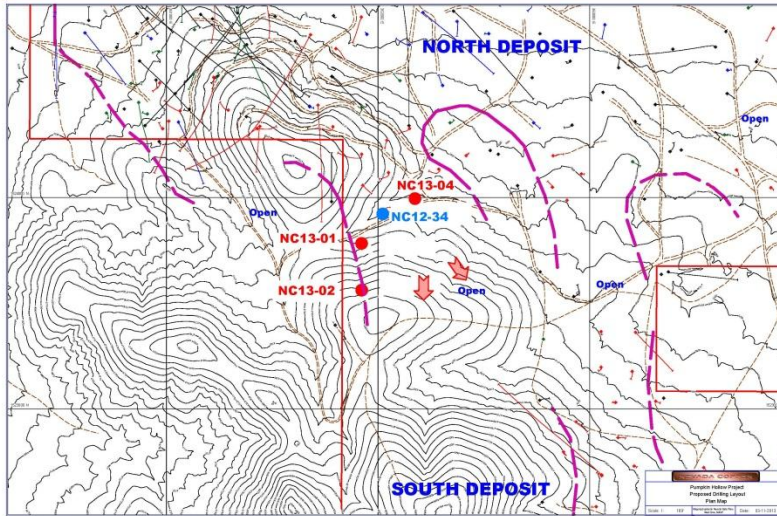 NORTH DEPOSIT
Open
NC13-04
Open
NC12-34
NC13-01
NC13-02
Open
Open
SOUTH DEPOSIT
Pumpkin Hollow Project
Proposed Drilling Layout
Plan Map